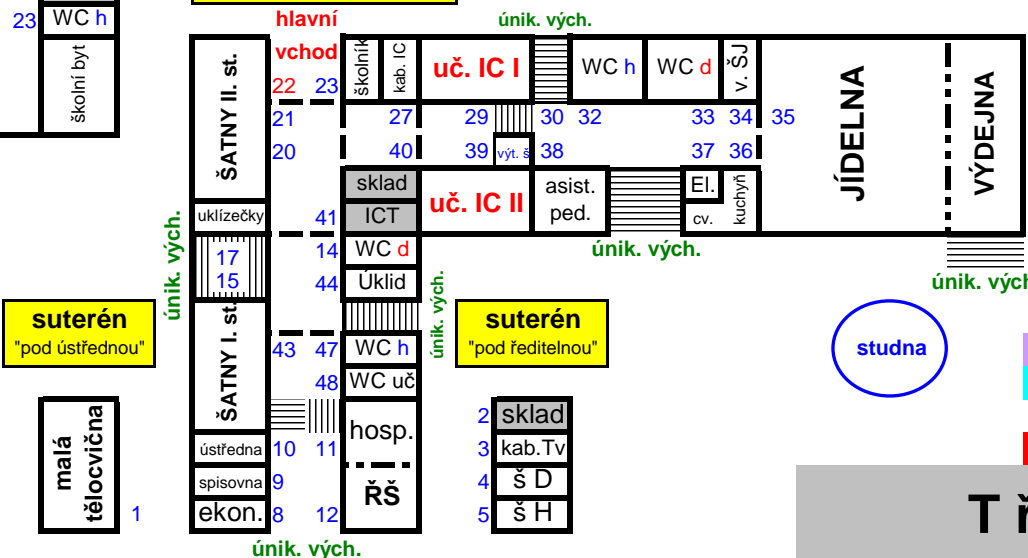 23 WC h
školní byt
hlavní
vchod
22 23
únik. vých.
ŠATNY II. st.
školník
kab. IC
uč. IC I
WC h
WC d
v. ŠJ
JÍDELNA
VÝDEJNA
21 27 29 30 32 33 34 35
20 40 39 výt. š 38 37 36
sklad
ICT
uč. IC II
asist.
ped.
El.
cv.
kuchyň
uklízečky
41
únik. vých.
17
15
14 WC d
44 Úklid
únik. vých.
únik. vých.
únik. vých
suterén
"pod ústřednou"
ŠATNY I. st.
43 47 WC h
48 WC uč
suterén
"pod ředitelnou"
studna
malá
tělocvična
1
ústředna 10 11
spisovna 9
ekon. 8 12
hosp.
ŘŠ
2 sklad
3 kab.Tv
4 š D
5 š H
únik. vých.